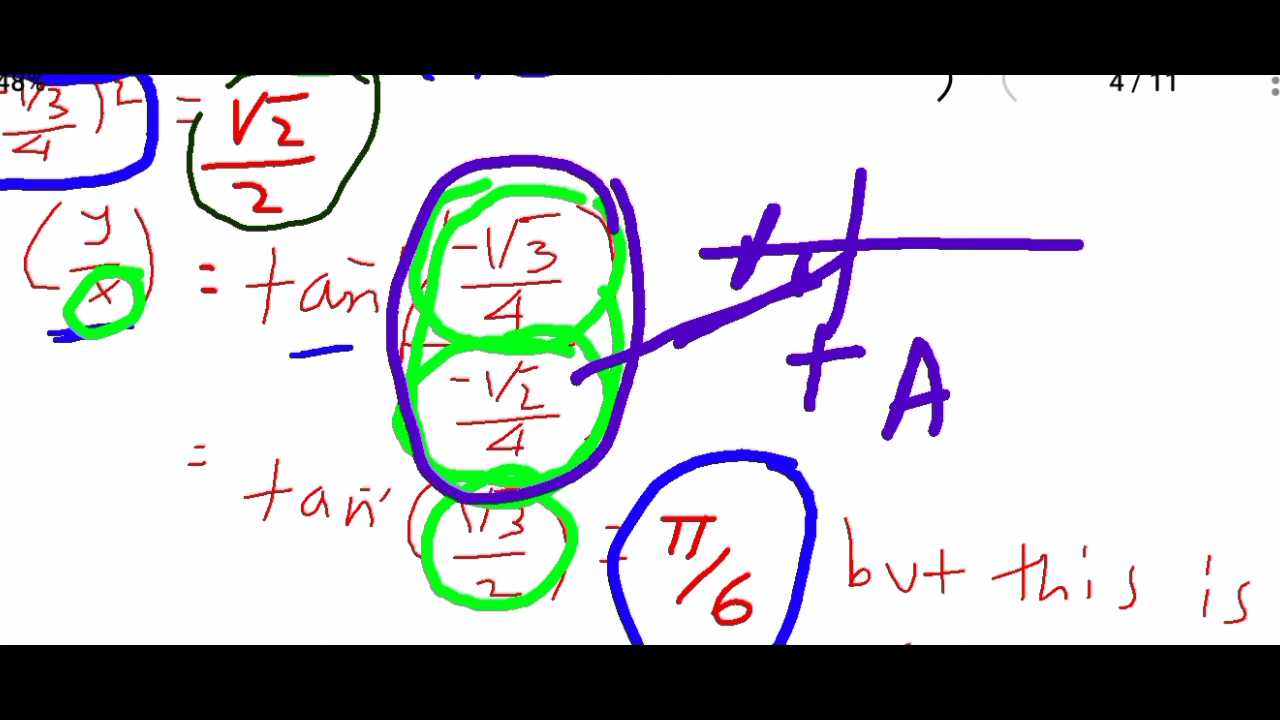 48% 4 / 11
√3/4 )² = √2/2
(y/x) = tan⁻ (-√3/4 / -√2/4)
+ + A
= tan⁻¹ (√3/2) = π/6 but this is